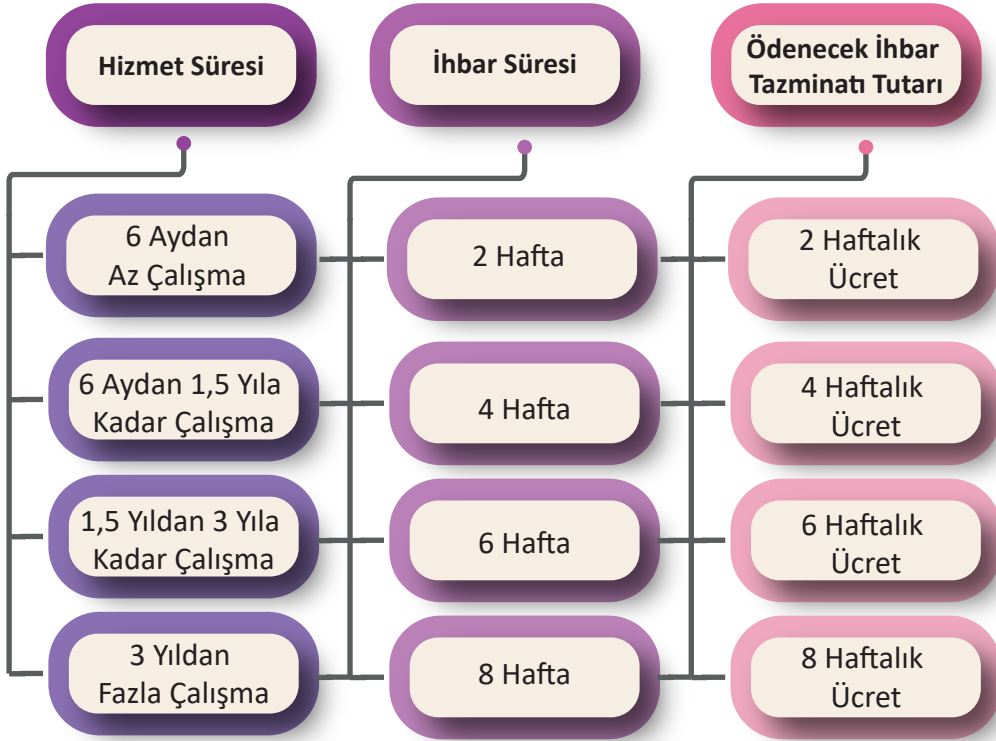 Hizmet Süresi
İhbar Süresi
Ödenecek İhbar
Tazminatı Tutarı
6 Aydan
Az Çalışma
2 Hafta
2 Haftalık
Ücret
6 Aydan 1,5 Yıla
Kadar Çalışma
4 Hafta
4 Haftalık
Ücret
1,5 Yıldan 3 Yıla
Kadar Çalışma
6 Hafta
6 Haftalık
Ücret
3 Yıldan
Fazla Çalışma
8 Hafta
8 Haftalık
Ücret